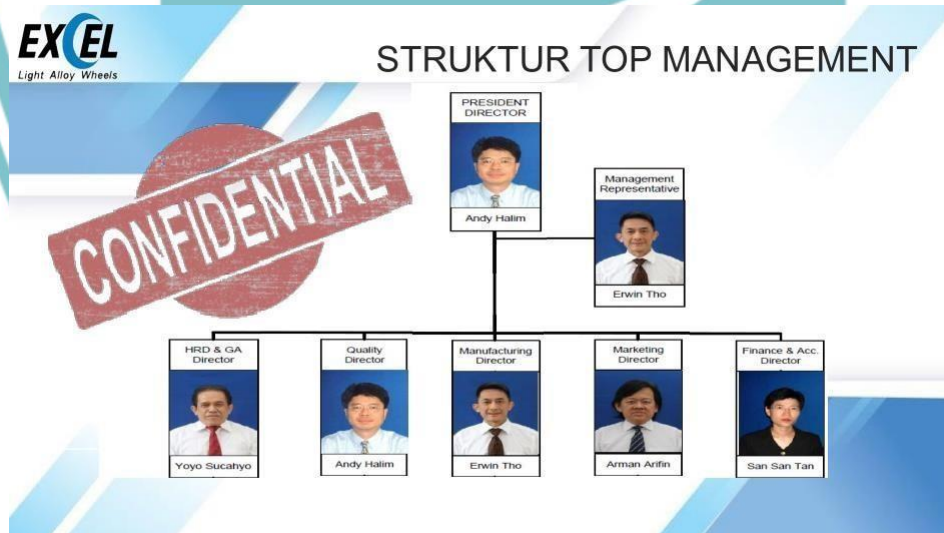 EXCEL
Light Alloy Wheels
STRUKTUR TOP MANAGEMENT
CONFIDENTIAL
PRESIDENT
DIRECTOR
Andy Halim
Management
Representative
Erwin Tho
HRD & GA
Director
Yoyo Sucahyo
Quality
Director
Andy Halim
Manufacturing
Director
Erwin Tho
Marketing
Director
Arman Arifin
Finance & Acc.
Director
San San Tan